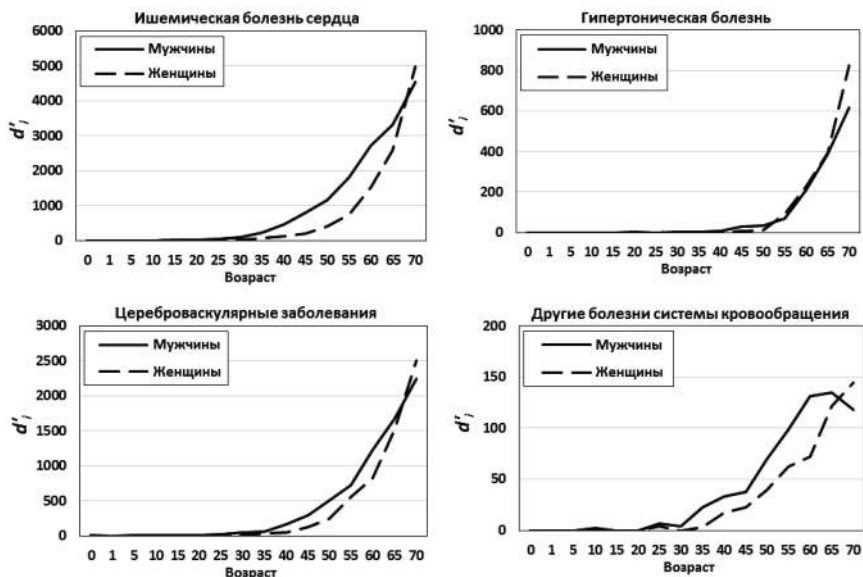 Ишемическая болезнь сердца
6000
5000
4000
3000
2000
1000
0
d'j
Мужчины
Женщины
0 1 5 10 15 20 25 30 35 40 45 50 55 60 65 70
Возраст
Гипертоническая болезнь
1000
800
600
400
200
0
d'j
Мужчины
Женщины
0 1 5 10 15 20 25 30 35 40 45 50 55 60 65 70
Возраст
Цереброваскулярные заболевания
3000
2500
2000
1500
1000
500
0
d'j
Мужчины
Женщины
0 1 5 10 15 20 25 30 35 40 45 50 55 60 65 70
Возраст
Другие болезни системы кровообращения
200
150
100
50
0
d'j
Мужчины
Женщины
0 1 5 10 15 20 25 30 35 40 45 50 55 60 65 70
Возраст